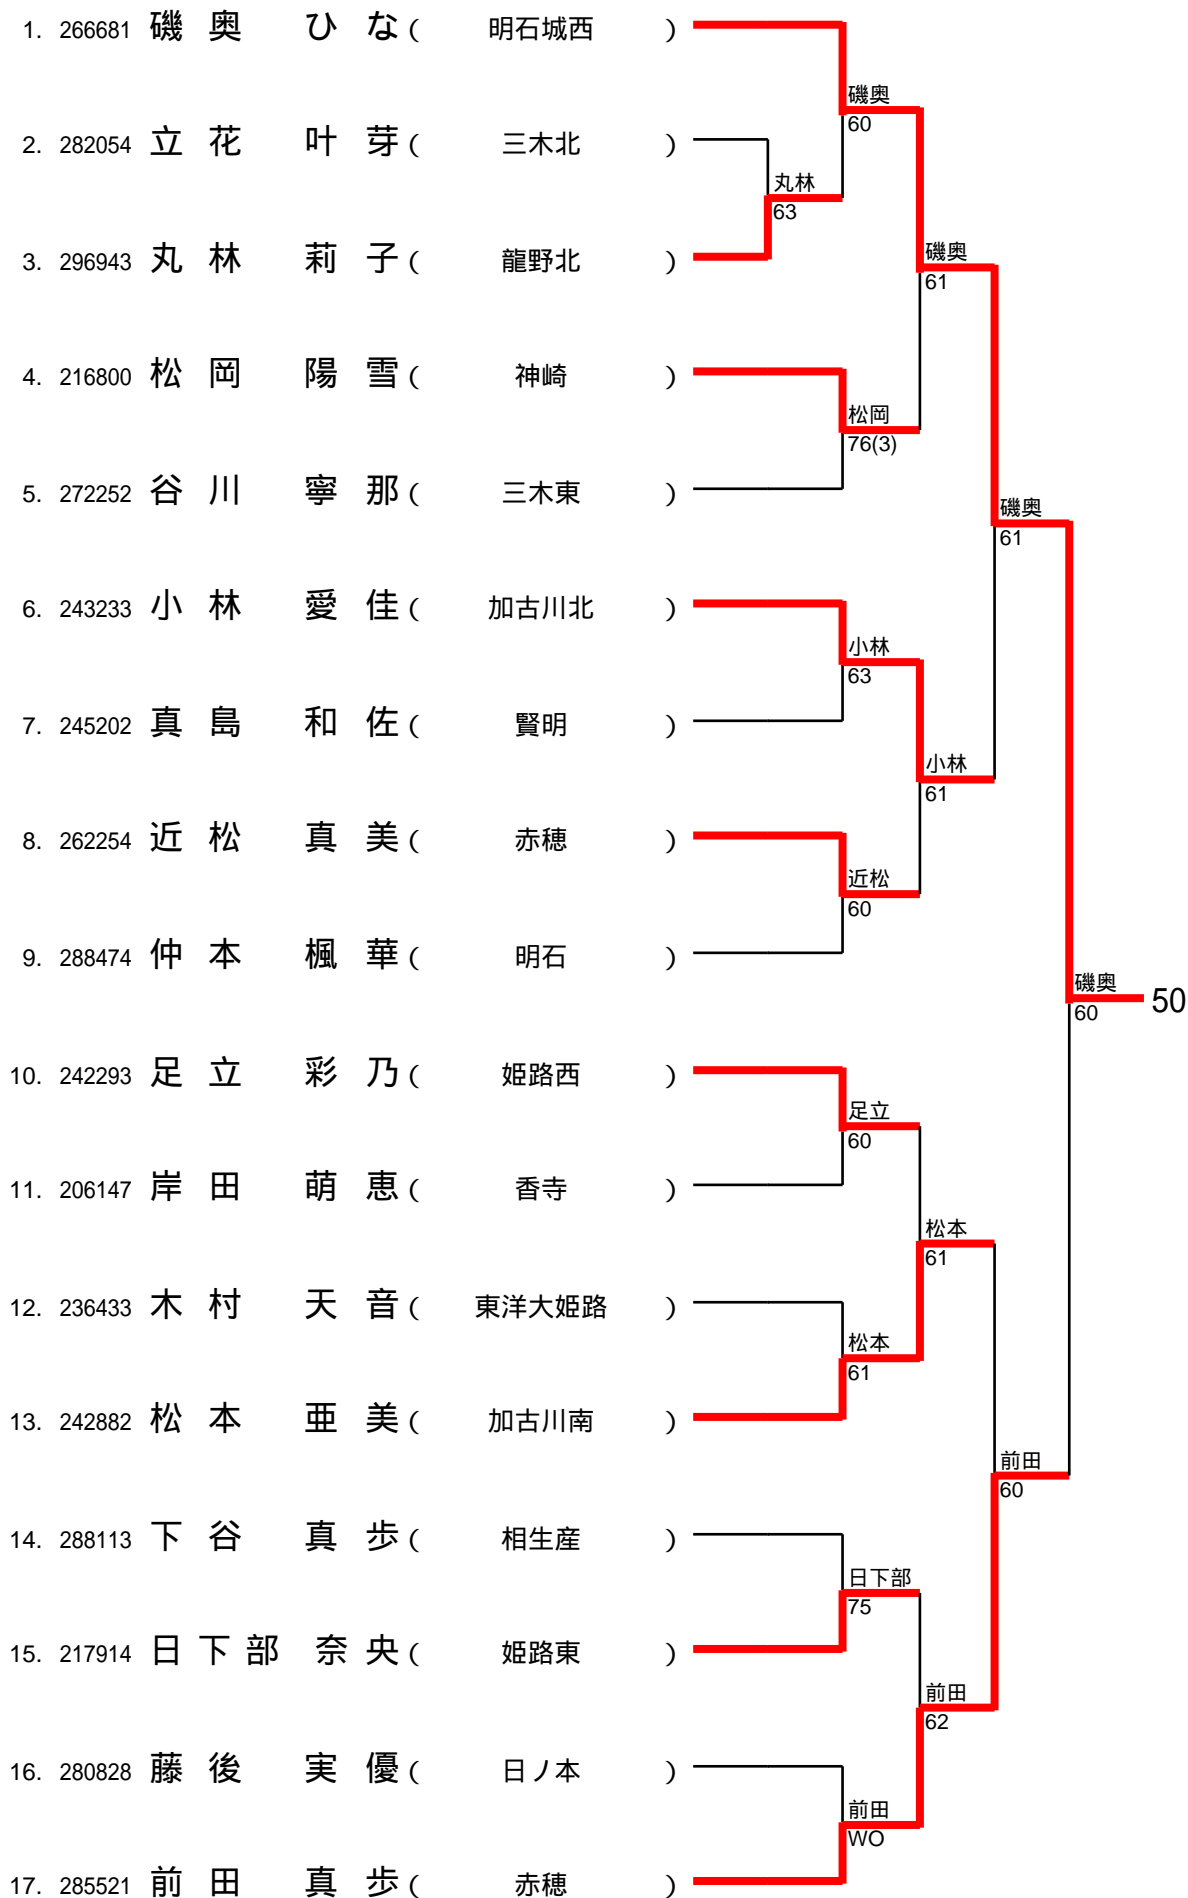 1. 266681 磯 奥 ひ な ( 明石城西 )
磯奥
60
2. 282054 立 花 叶 芽 ( 三木北 )
丸林
63
3. 296943 丸 林 莉 子 ( 龍野北 )
磯奥
61
4. 216800 松 岡 陽 雪 ( 神崎 )
松岡
76(3)
5. 272252 谷 川 寧 那 ( 三木東 )
磯奥
61
6. 243233 小 林 愛 佳 ( 加古川北 )
小林
63
7. 245202 真 島 和 佐 ( 賢明 )
小林
61
8. 262254 近 松 真 美 ( 赤穂 )
近松
60
9. 288474 仲 本 楓 華 ( 明石 )
磯奥
60
50
10. 242293 足 立 彩 乃 ( 姫路西 )
足立
60
11. 206147 岸 田 萌 恵 ( 香寺 )
松本
61
12. 236433 木 村 天 音 ( 東洋大姫路 )
松本
61
13. 242882 松 本 亜 美 ( 加古川南 )
前田
60
14. 288113 下 谷 真 歩 ( 相生産 )
日下部
75
15. 217914 日 下 部 奈 央 ( 姫路東 )
前田
62
16. 280828 藤 後 実 優 ( 日ノ本 )
前田
WO
17. 285521 前 田 真 歩 ( 赤穂 )